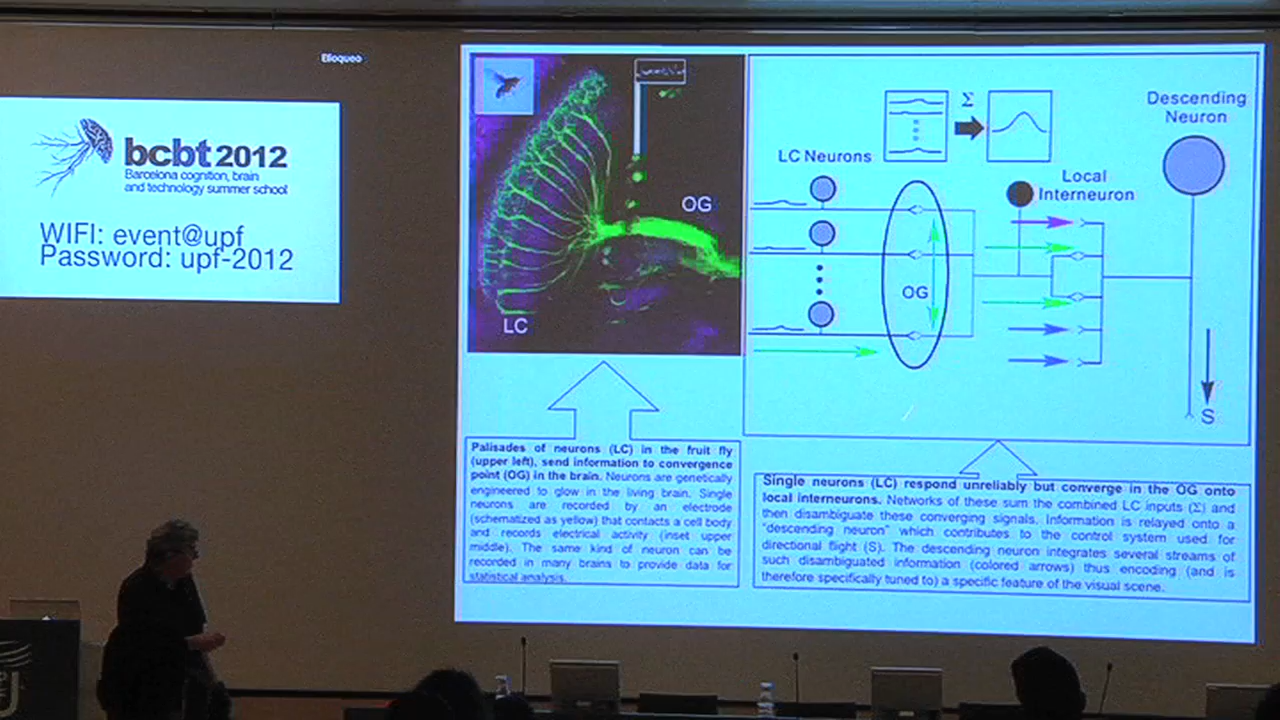 Eloqueo
bcbt 2012
Barcelona cognition, brain
and technology summer school
WIFI: event@upf
Password: upf-2012
OG
LC
LC Neurons
Σ
Descending
Neuron
Local
Interneuron
OG
S
Palisades of neurons (LC) in the fruit fly
(upper left), send information to convergence
point (OG) in the brain. Neurons are genetically
engineered to glow in the living brain. Single
neurons are recorded by an electrode
(schematized as yellow) that contacts a cell body
and records electrical activity (inset upper
middle). The same kind of neuron can be
recorded in many brains to provide data for
statistical analysis.
Single neurons (LC) respond unreliably but converge in the OG onto
local interneurons. Networks of these sum the combined LC inputs (Σ) and
then disambiguate these converging signals. Information is relayed onto a
"descending neuron" which contributes to the control system used for
directional flight (S). The descending neuron integrates several streams of
such disambiguated information (colored arrows) thus encoding (and is
therefore specifically tuned to) a specific feature of the visual scene.